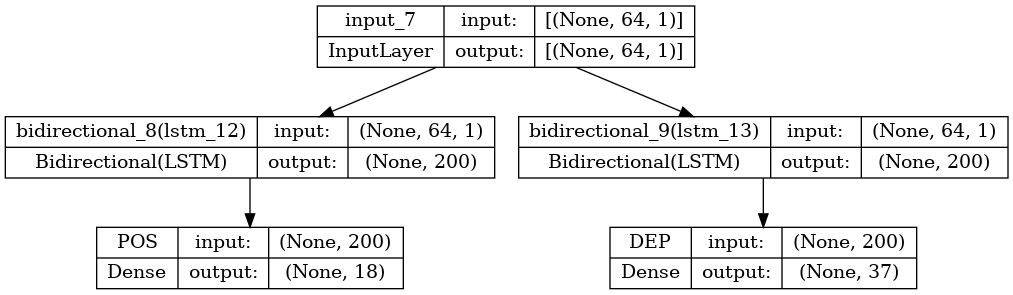 input_7 input: [(None, 64, 1)]
InputLayer output: [(None, 64, 1)]
bidirectional_8(lstm_12) input: (None, 64, 1)
Bidirectional(LSTM) output: (None, 200)
bidirectional_9(lstm_13) input: (None, 64, 1)
Bidirectional(LSTM) output: (None, 200)
POS input: (None, 200)
Dense output: (None, 18)
DEP input: (None, 200)
Dense output: (None, 37)